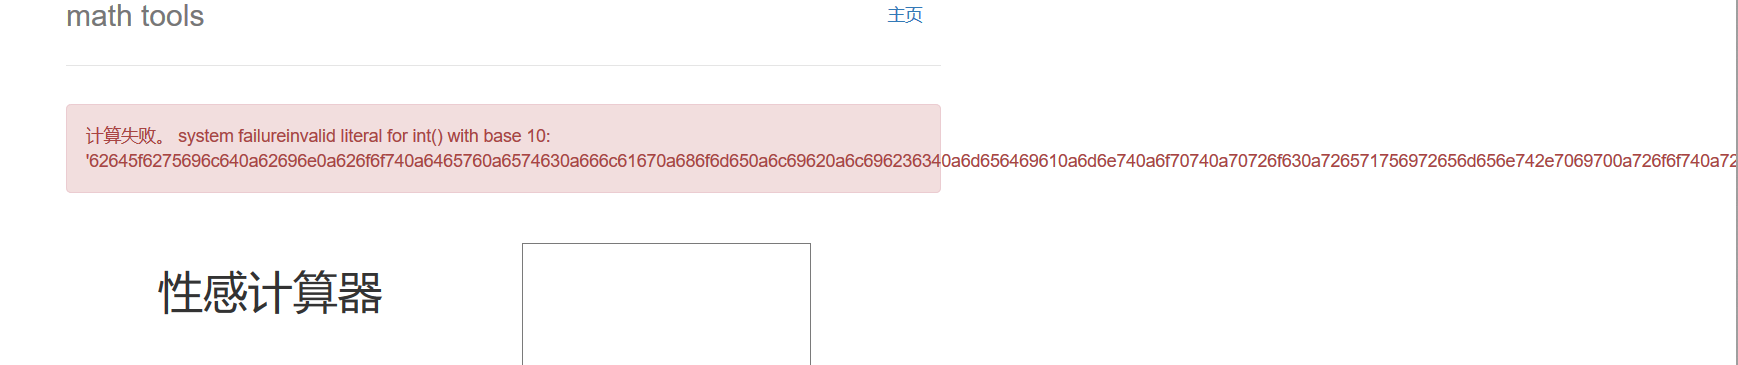 math tools
主页
计算失败。 system failureinvalid literal for int() with base 10:
'62645f6275696c640a62696e0a626f6f740a6465760a6574630a666c61670a686f6d650a6c69620a6c696236340a6d656469610a6d6e740a6f70740a70726f630a726571756972656d656e742e7069700a726f6f740a72
性感计算器